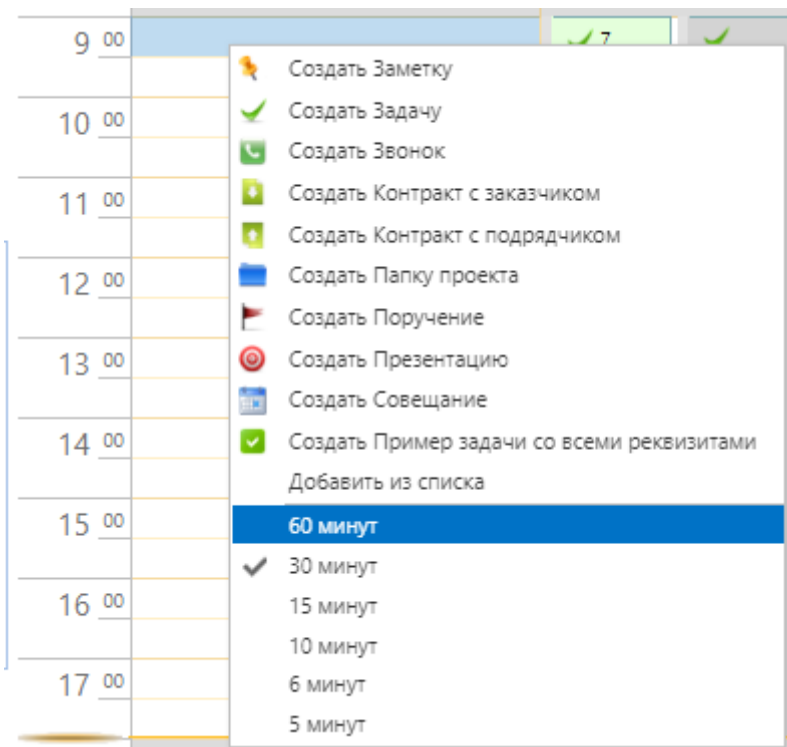 9 00
7
Создать Заметку
Создать Задачу
10 00
Создать Звонок
Создать Контракт с заказчиком
11 00
Создать Контракт с подрядчиком
Создать Папку проекта
12 00
Создать Поручение
Создать Презентацию
13 00
Создать Совещание
Создать Пример задачи со всеми реквизитами
14 00
Добавить из списка
60 минут
15 00
30 минут
15 минут
16 00
10 минут
6 минут
17 00
5 минут